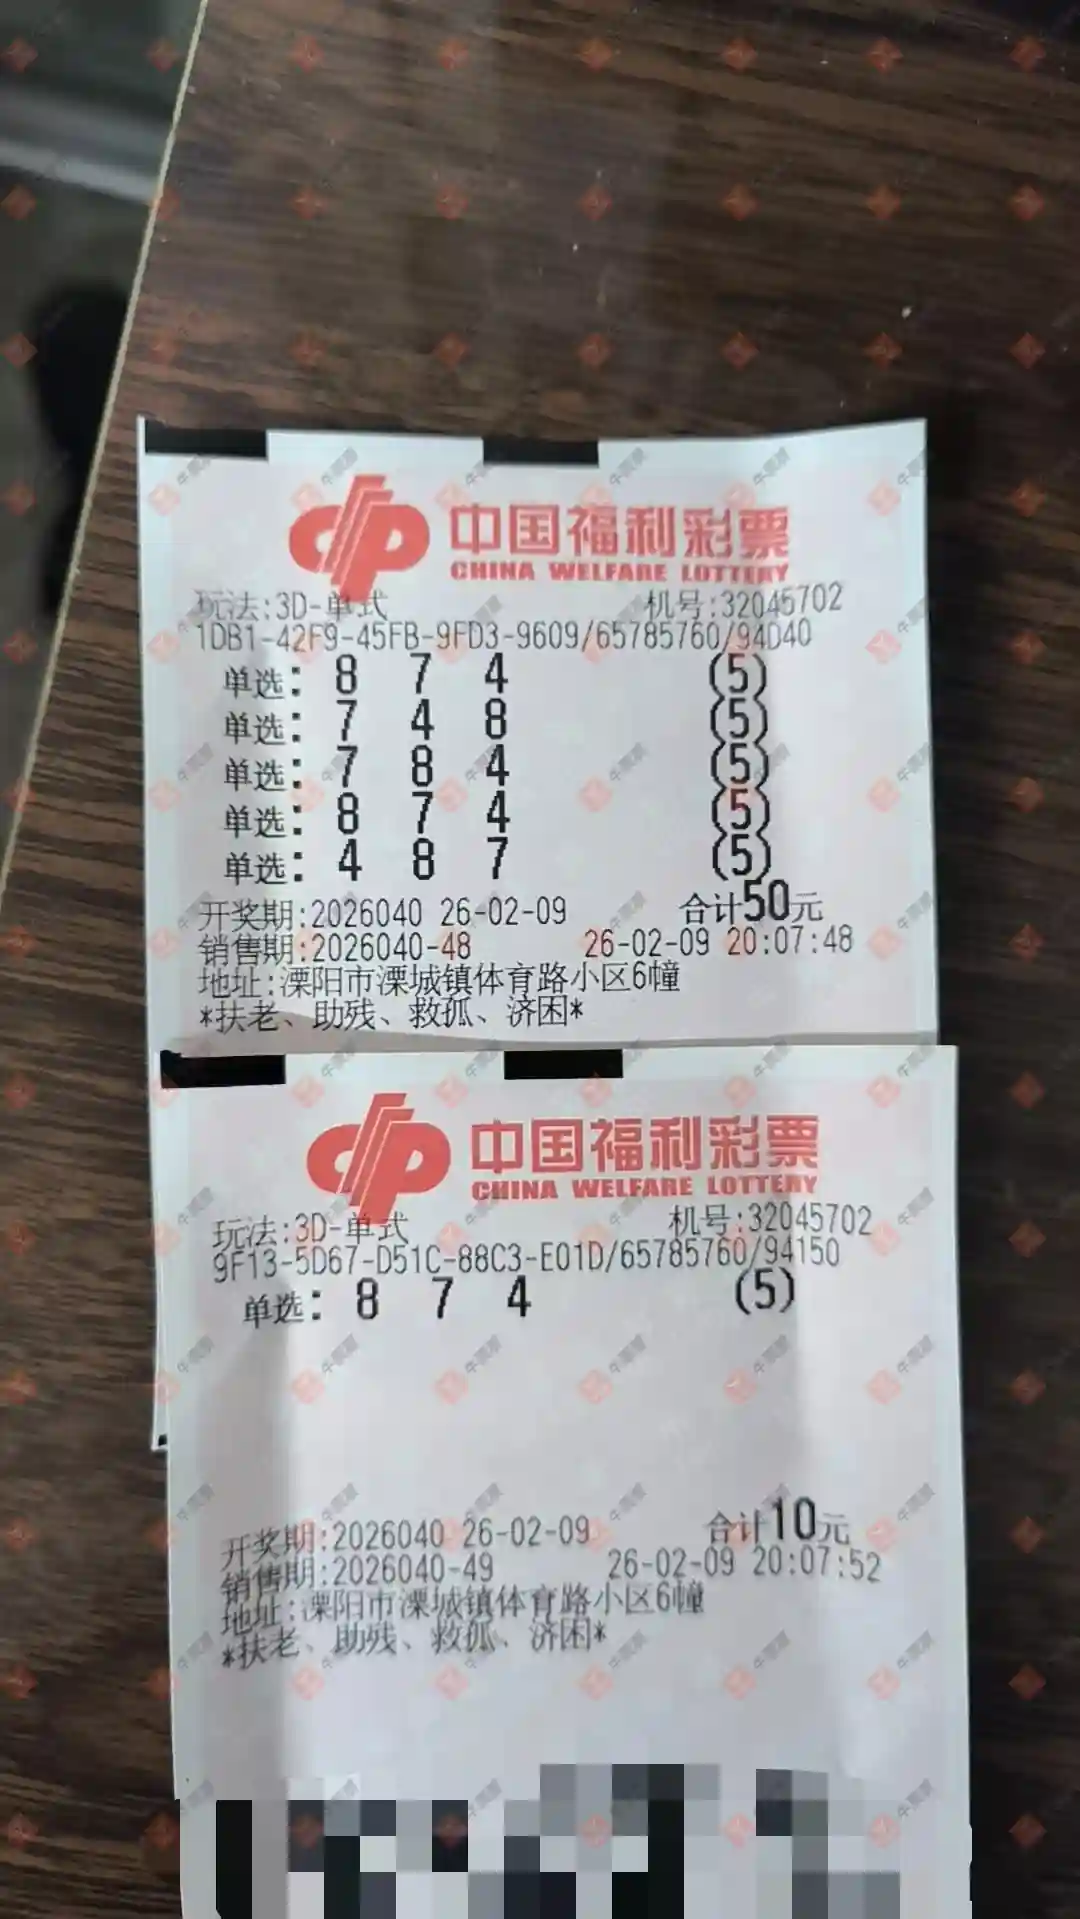 中国福利彩票
CHINA WELFARE LOTTERY
玩法:3D-单式 机号:32045702
1DB1-42F9-45FB-9FD3-9609/65785760/94D40
单选: 8 7 4 (5)
单选: 7 4 8 (5)
单选: 7 8 4 (5)
单选: 8 7 4 (5)
单选: 4 8 7 (5)
开奖期:2026040 26-02-09 合计50元
销售期:2026040-48 26-02-09 20:07:48
地址:溧阳市溧城镇体育路小区6幢
*扶老、助残、救孤、济困*
中国福利彩票
CHINA WELFARE LOTTERY
玩法:3D-单式 机号:32045702
9F13-5D67-D51C-88C3-E01D/65785760/94150
单选: 8 7 4 (5)
开奖期:2026040 26-02-09 合计10元
销售期:2026040-49 26-02-09 20:07:52
地址:溧阳市溧城镇体育路小区6幢
*扶老、助残、救孤、济困*